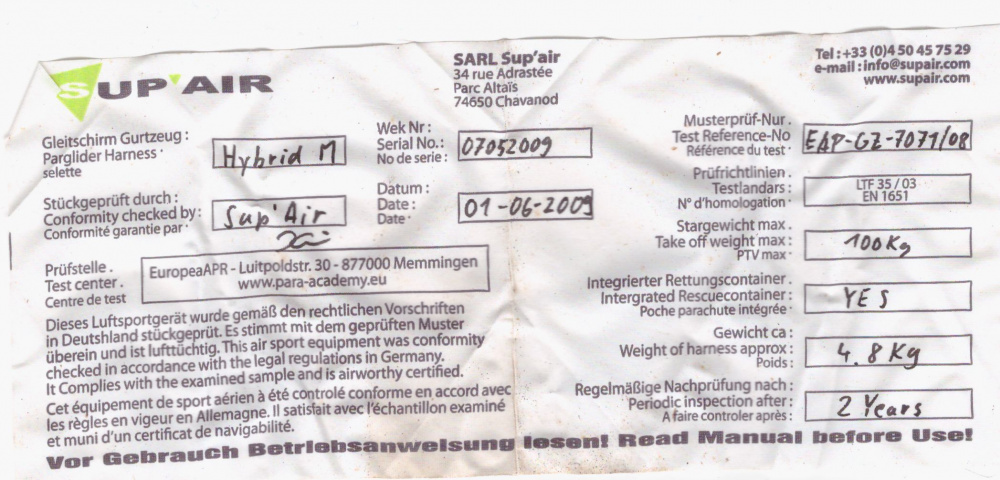 SUP'AIR
SARL Sup'air
34 rue Adrastée
Parc Altaïs
74650 Chavanod
Tel : +33 (0)4 50 45 75 29
e-mail : info@supair.com
www.supair.com
Gleitschirm Gurtzeug :
Parglider Harness :
selette
Hybrid M
Wek Nr :
Serial No. :
No de serie :
07052009
Musterprüf-Nur .
Test Reference-No
Référence du test ·
EAP-GZ-7071/08
Stückgeprüft durch :
Conformity checked by :
Conformité garantie par ·
Sup'Air
Datum :
Date :
Date ·
01-06-2009
Prüfrichtlinien .
Testlandars :
N° d'homologation ·
LTF 35 / 03
EN 1651
Stargewicht max .
Take off weight max :
PTV max ·
100Kg
Prüfstelle .
Test center .
Centre de test
EuropeaAPR - Luitpoldstr. 30 - 877000 Memmingen
www.para-academy.eu
Integrierter Rettungscontainer .
Intergrated Rescuecontainer :
Poche parachute intégrée ·
YES
Dieses Luftsportgerät wurde gemäß den rechtlichen Vorschriften
in Deutshland stückgeprüt. Es stimmt mit dem geprüften Muster
überein und ist lufttüchtig. This air sport equipment was conformity
checked in accordance with the legal regulations in Germany.
It Complies with the examined sample and is airworthy certified.
Gewicht ca :
Weight of harness approx :
Poids :
4.8Kg
Cet équipement de sport aérien à été controlé conforme en accord avec
les règles en vigeur en Allemagne. Il satisfait avec l'échantillon examiné
et muni d'un certificat de navigabilité.
Regelmäßige Nachprüfung nach :
Periodic inspection after :
A faire controler après :
2 Years
Vor Gebrauch Betriebsanweisung lesen! Read Manual before Use!